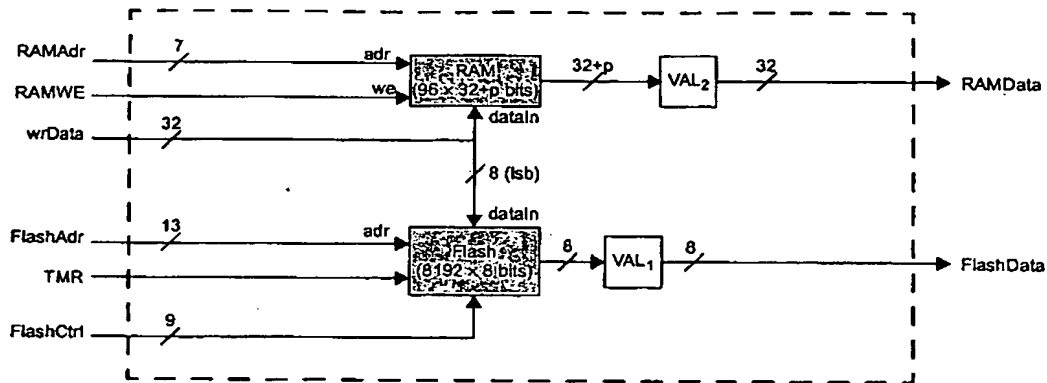 RAMAdr
7
adr
RAMWE
we
RAM
(96 × 32+p bits)
32+p
VAL2
32
RAMData
wrData
32
dataIn
8 (lsb)
dataIn
FlashAdr
13
adr
TMR
Flash
(8192 × 8 bits)
8
VAL1
8
FlashData
FlashCtrl
9